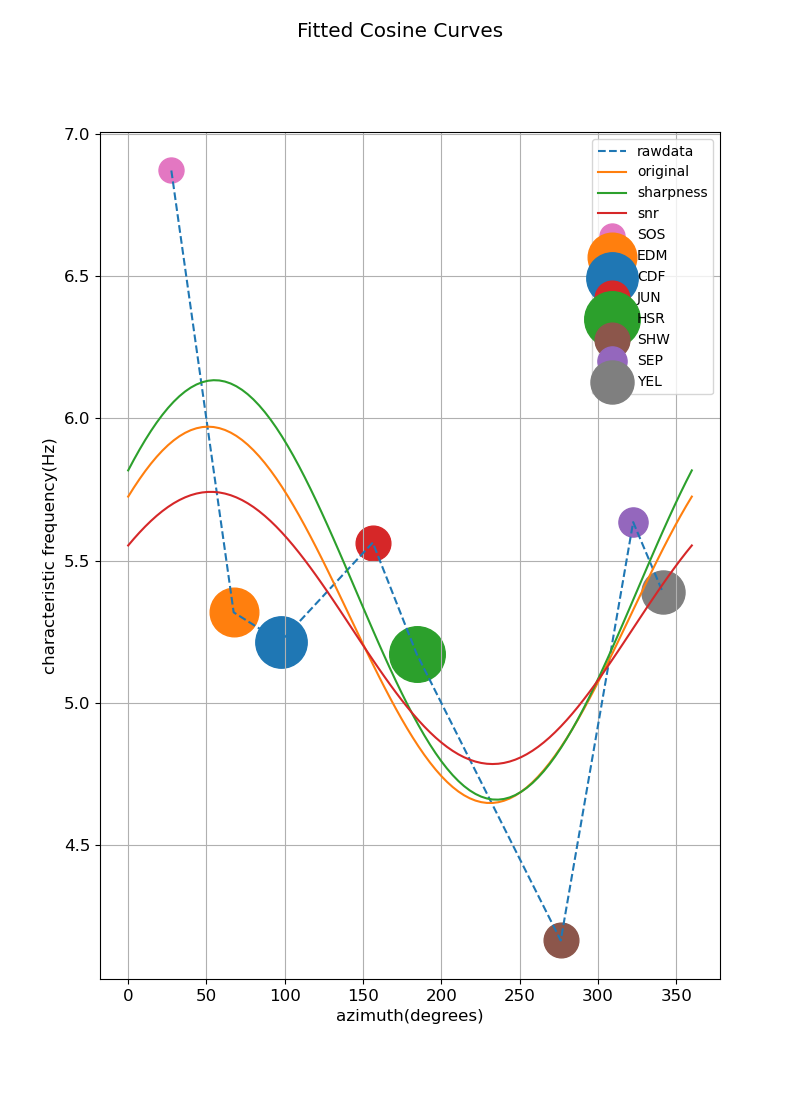 Fitted Cosine Curves
7.0
6.5
6.0
5.5
5.0
4.5
characteristic frequency(Hz)
rawdata
original
sharpness
snr
SOS
EDM
CDF
JUN
HSR
SHW
SEP
YEL
0 50 100 150 200 250 300 350
azimuth(degrees)